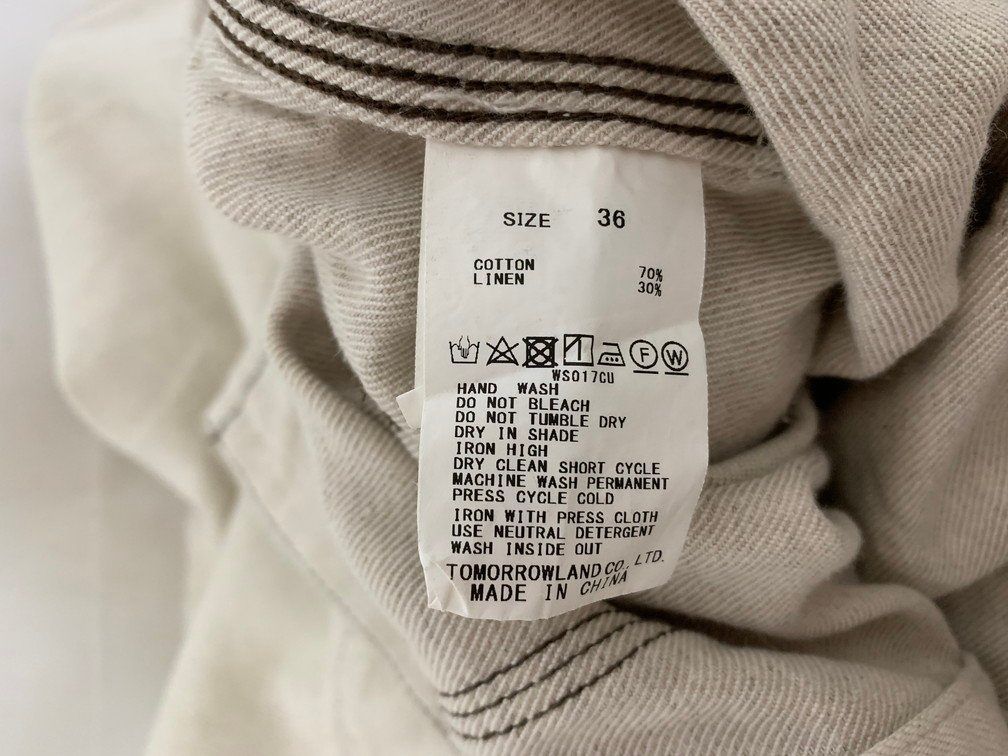 SIZE 36
COTTON 70%
LINEN 30%
F W
WS017CU
HAND WASH
DO NOT BLEACH
DO NOT TUMBLE DRY
DRY IN SHADE
IRON HIGH
DRY CLEAN SHORT CYCLE
MACHINE WASH PERMANENT
PRESS CYCLE COLD
IRON WITH PRESS CLOTH
USE NEUTRAL DETERGENT
WASH INSIDE OUT
TOMORROWLAND CO., LTD.
MADE IN CHINA